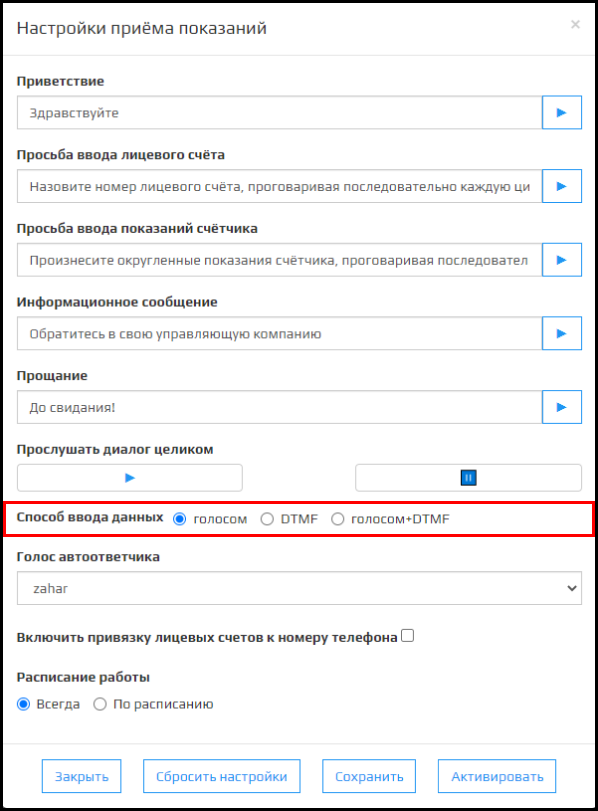 Настройки приёма показаний ×
Приветствие
Здравствуйте
Просьба ввода лицевого счёта
Назовите номер лицевого счёта, проговаривая последовательно каждую ци
Просьба ввода показаний счётчика
Произнесите округленные показания счётчика, проговаривая последовател
Информационное сообщение
Обратитесь в свою управляющую компанию
Прощание
До свидания!
Прослушать диалог целиком
Способ ввода данных голосом DTMF голосом+DTMF
Голос автоответчика
zahar
Включить привязку лицевых счетов к номеру телефона
Расписание работы
Всегда По расписанию
Закрыть Сбросить настройки Сохранить Активировать